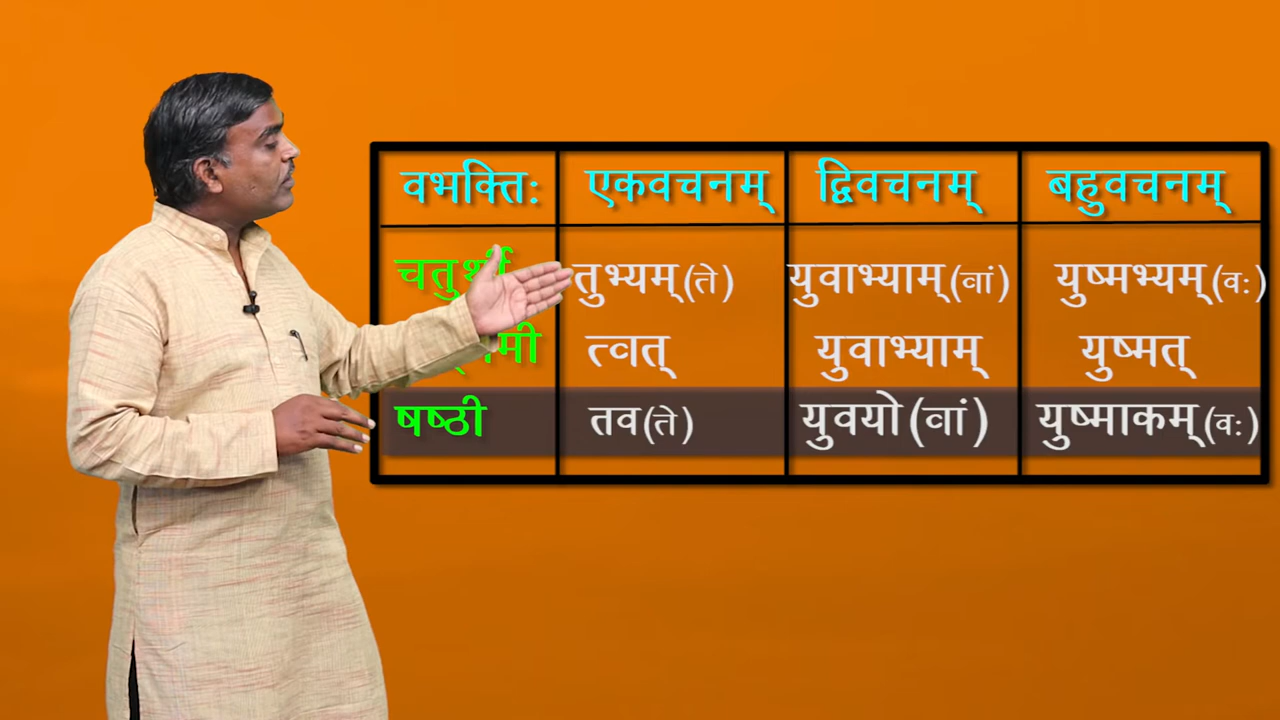 वभक्तिः एकवचनम् द्विवचनम् बहुवचनम्
तुभ्यम्(ते) युवाभ्याम्(वां) युष्मभ्यम्(वः)
त्वत् युवाभ्याम् युष्मत्
षष्ठी तव(ते) युवयो(वां) युष्माकम्(वः)